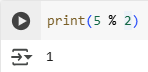 print(5 % 2)
1